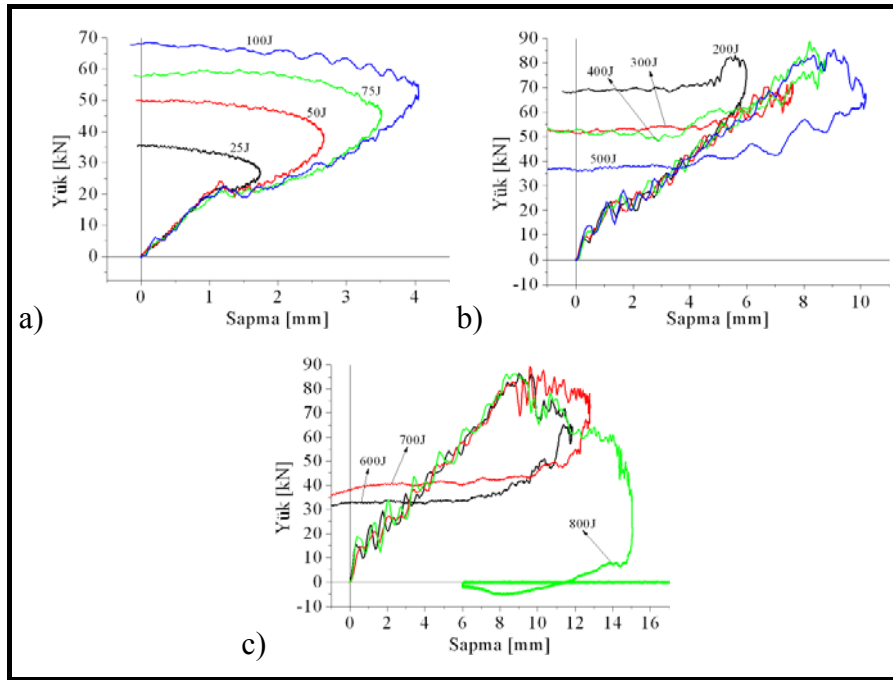 70
60
50
40
30
20
10
0
Yük [kN]
100J
75J
50J
25J
0 1 2 3 4
Sapma [mm]
a)
90
80
70
60
50
40
30
20
10
0
-10
Yük [kN]
200J
300J
400J
500J
0 2 4 6 8 10
Sapma [mm]
b)
90
80
70
60
50
40
30
20
10
0
-10
Yük [kN]
700J
600J
800J
0 2 4 6 8 10 12 14 16
Sapma [mm]
c)